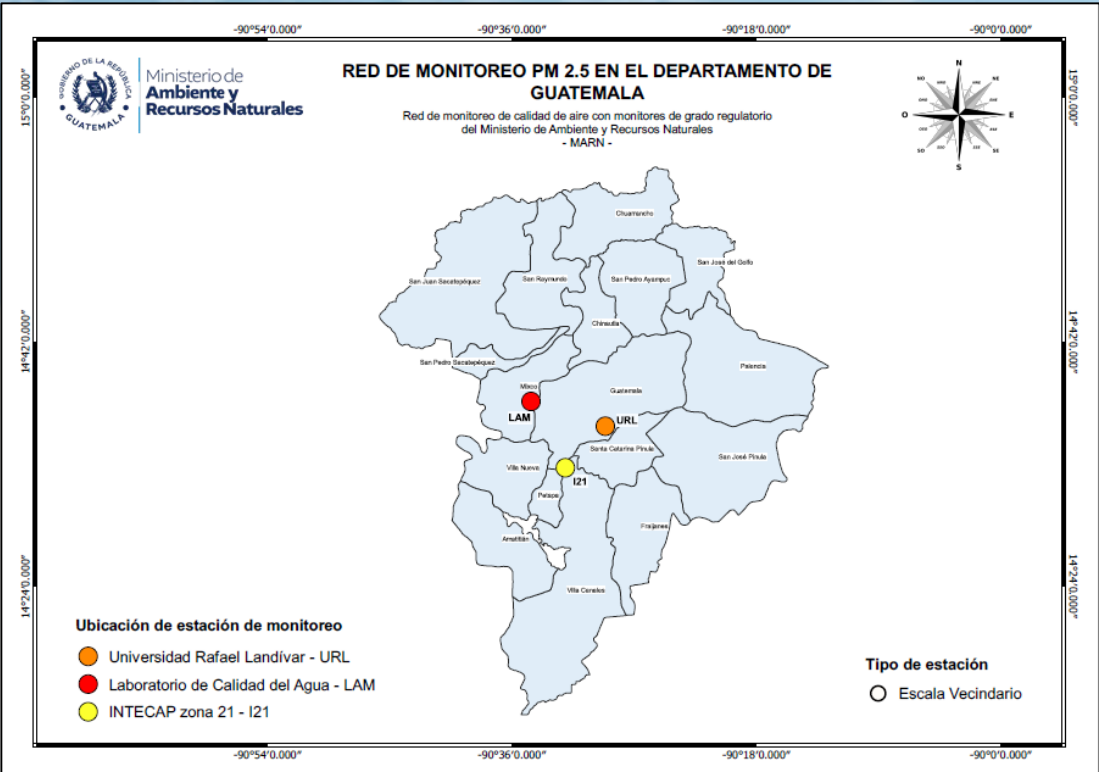 -90°54'0.000"
-90°36'0.000"
-90°18'0.000"
-90°0'0.000"
15°0'0.000"
15°0'0.000"
GOBIERNO DE LA REPÚBLICA
GUATEMALA
Ministerio de
Ambiente y
Recursos Naturales
RED DE MONITOREO PM 2.5 EN EL DEPARTAMENTO DE
GUATEMALA
Red de monitoreo de calidad de aire con monitores de grado regulatorio
del Ministerio de Ambiente y Recursos Naturales
- MARN -
N
NO
NE
O
E
SO
SE
S
Chuarrancho
San José del Golfo
San Juan Sacatepéquez
San Raymundo
San Pedro Ayampuc
Chinautla
14°42'0.000"
14°42'0.000"
San Pedro Sacatepéquez
Palencia
Mixco
Guatemala
LAM
URL
Santa Catarina Pinula
San José Pinula
Villa Nueva
I21
Petapa
Fraijanes
Amatitlán
14°24'0.000"
14°24'0.000"
Villa Canales
Ubicación de estación de monitoreo
Universidad Rafael Landívar - URL
Laboratorio de Calidad del Agua - LAM
INTECAP zona 21 - I21
Tipo de estación
Escala Vecindario
-90°54'0.000"
-90°36'0.000"
-90°18'0.000"
-90°0'0.000"